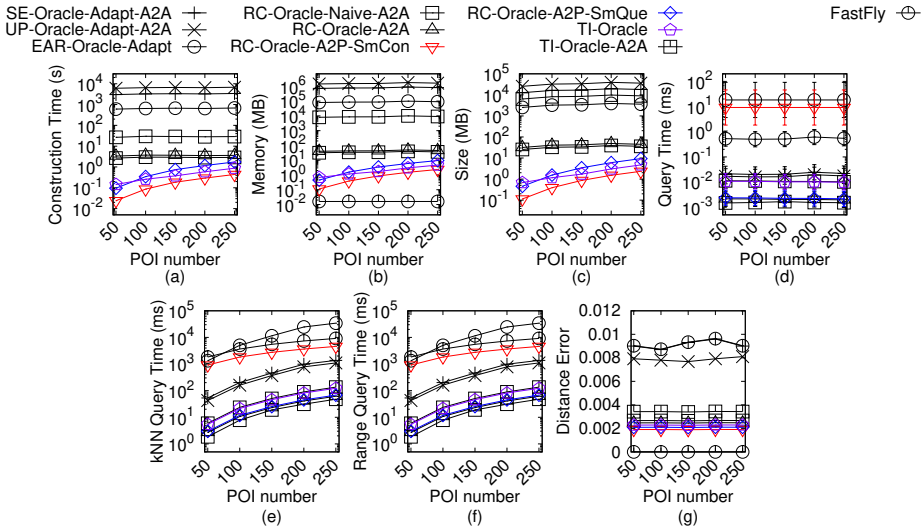 SE-Oracle-Adapt-A2A RC-Oracle-Naive-A2A RC-Oracle-A2P-SmQue FastFly
UP-Oracle-Adapt-A2A RC-Oracle-A2A TI-Oracle
EAR-Oracle-Adapt RC-Oracle-A2P-SmCon TI-Oracle-A2A
Construction Time (s)
10^4
10^3
10^2
10^1
10^0
10^-1
10^-2
50 100 150 200 250
POI number
(a)
Memory (MB)
10^6
10^5
10^4
10^3
10^2
10^1
10^0
10^-1
10^-2
50 100 150 200 250
POI number
(b)
Size (MB)
10^5
10^4
10^3
10^2
10^1
10^0
10^-1
50 100 150 200 250
POI number
(c)
Query Time (ms)
10^2
10^1
10^0
10^-1
10^-2
10^-3
50 100 150 200 250
POI number
(d)
kNN Query Time (ms)
10^5
10^4
10^3
10^2
10^1
10^0
50 100 150 200 250
POI number
(e)
Range Query Time (ms)
10^5
10^4
10^3
10^2
10^1
10^0
50 100 150 200 250
POI number
(f)
Distance Error
0.012
0.01
0.008
0.006
0.004
0.002
0
50 100 150 200 250
POI number
(g)